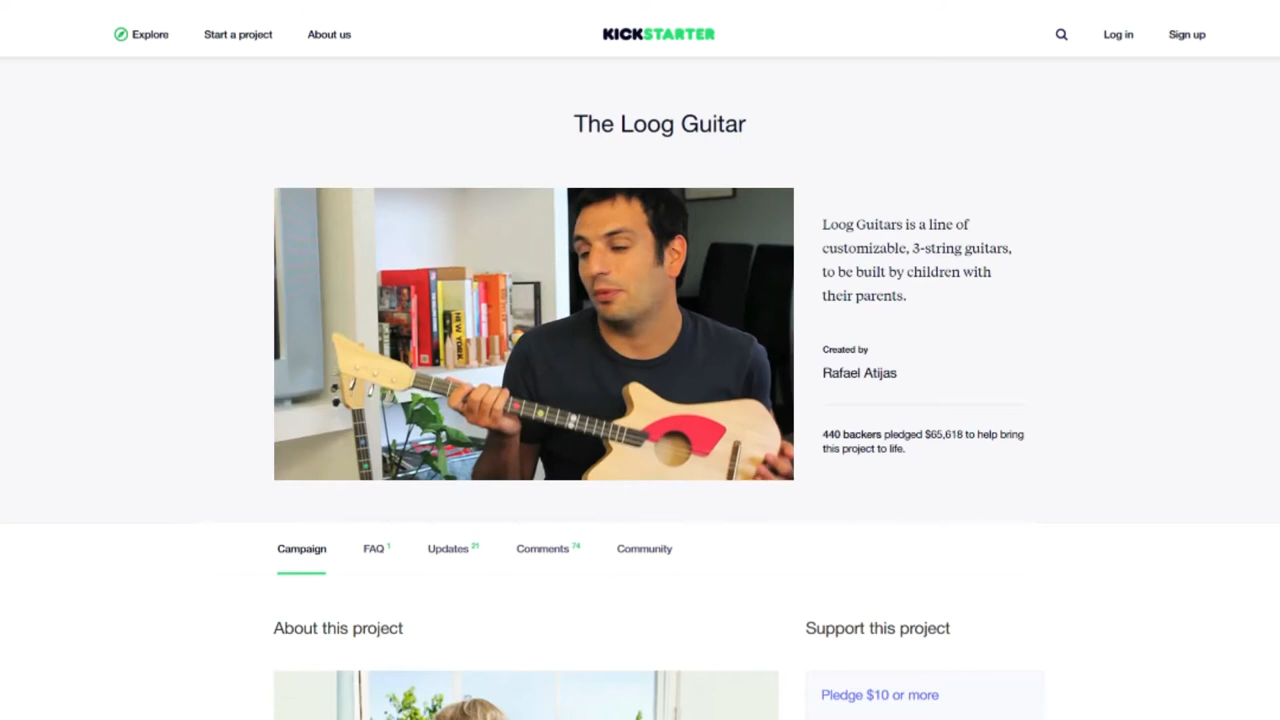 Explore Start a project About us KICKSTARTER Log in Sign up
The Loog Guitar
Loog Guitars is a line of
customizable, 3-string guitars,
to be built by children with
their parents.
Created by
Rafael Atijas
440 backers pledged $65,618 to help bring
this project to life.
NEW YORK
Campaign FAQ 1 Updates 21 Comments 74 Community
About this project Support this project
Pledge $10 or more